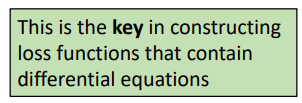 This is the key in constructing
loss functions that contain
differential equations